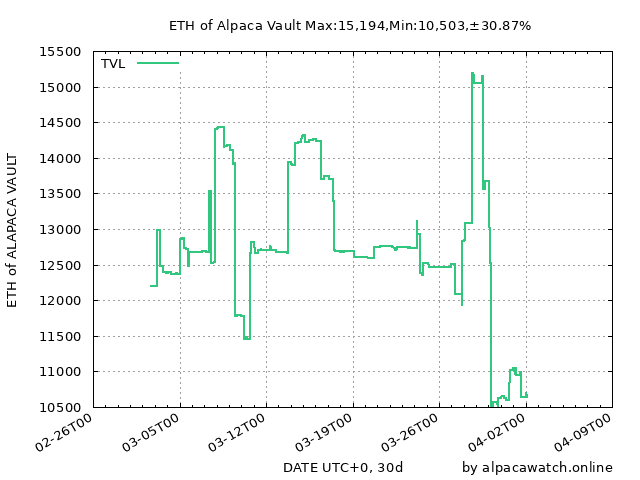 ETH of Alpaca Vault Max:15,194,Min:10,503,±30.87%
TVL
15500
15000
14500
14000
13500
13000
12500
12000
11500
11000
10500
ETH of ALAPACA VAULT
02-26T00
03-05T00
03-12T00
03-19T00
03-26T00
04-02T00
04-09T00
DATE UTC+0, 30d
by alpacawatch.online